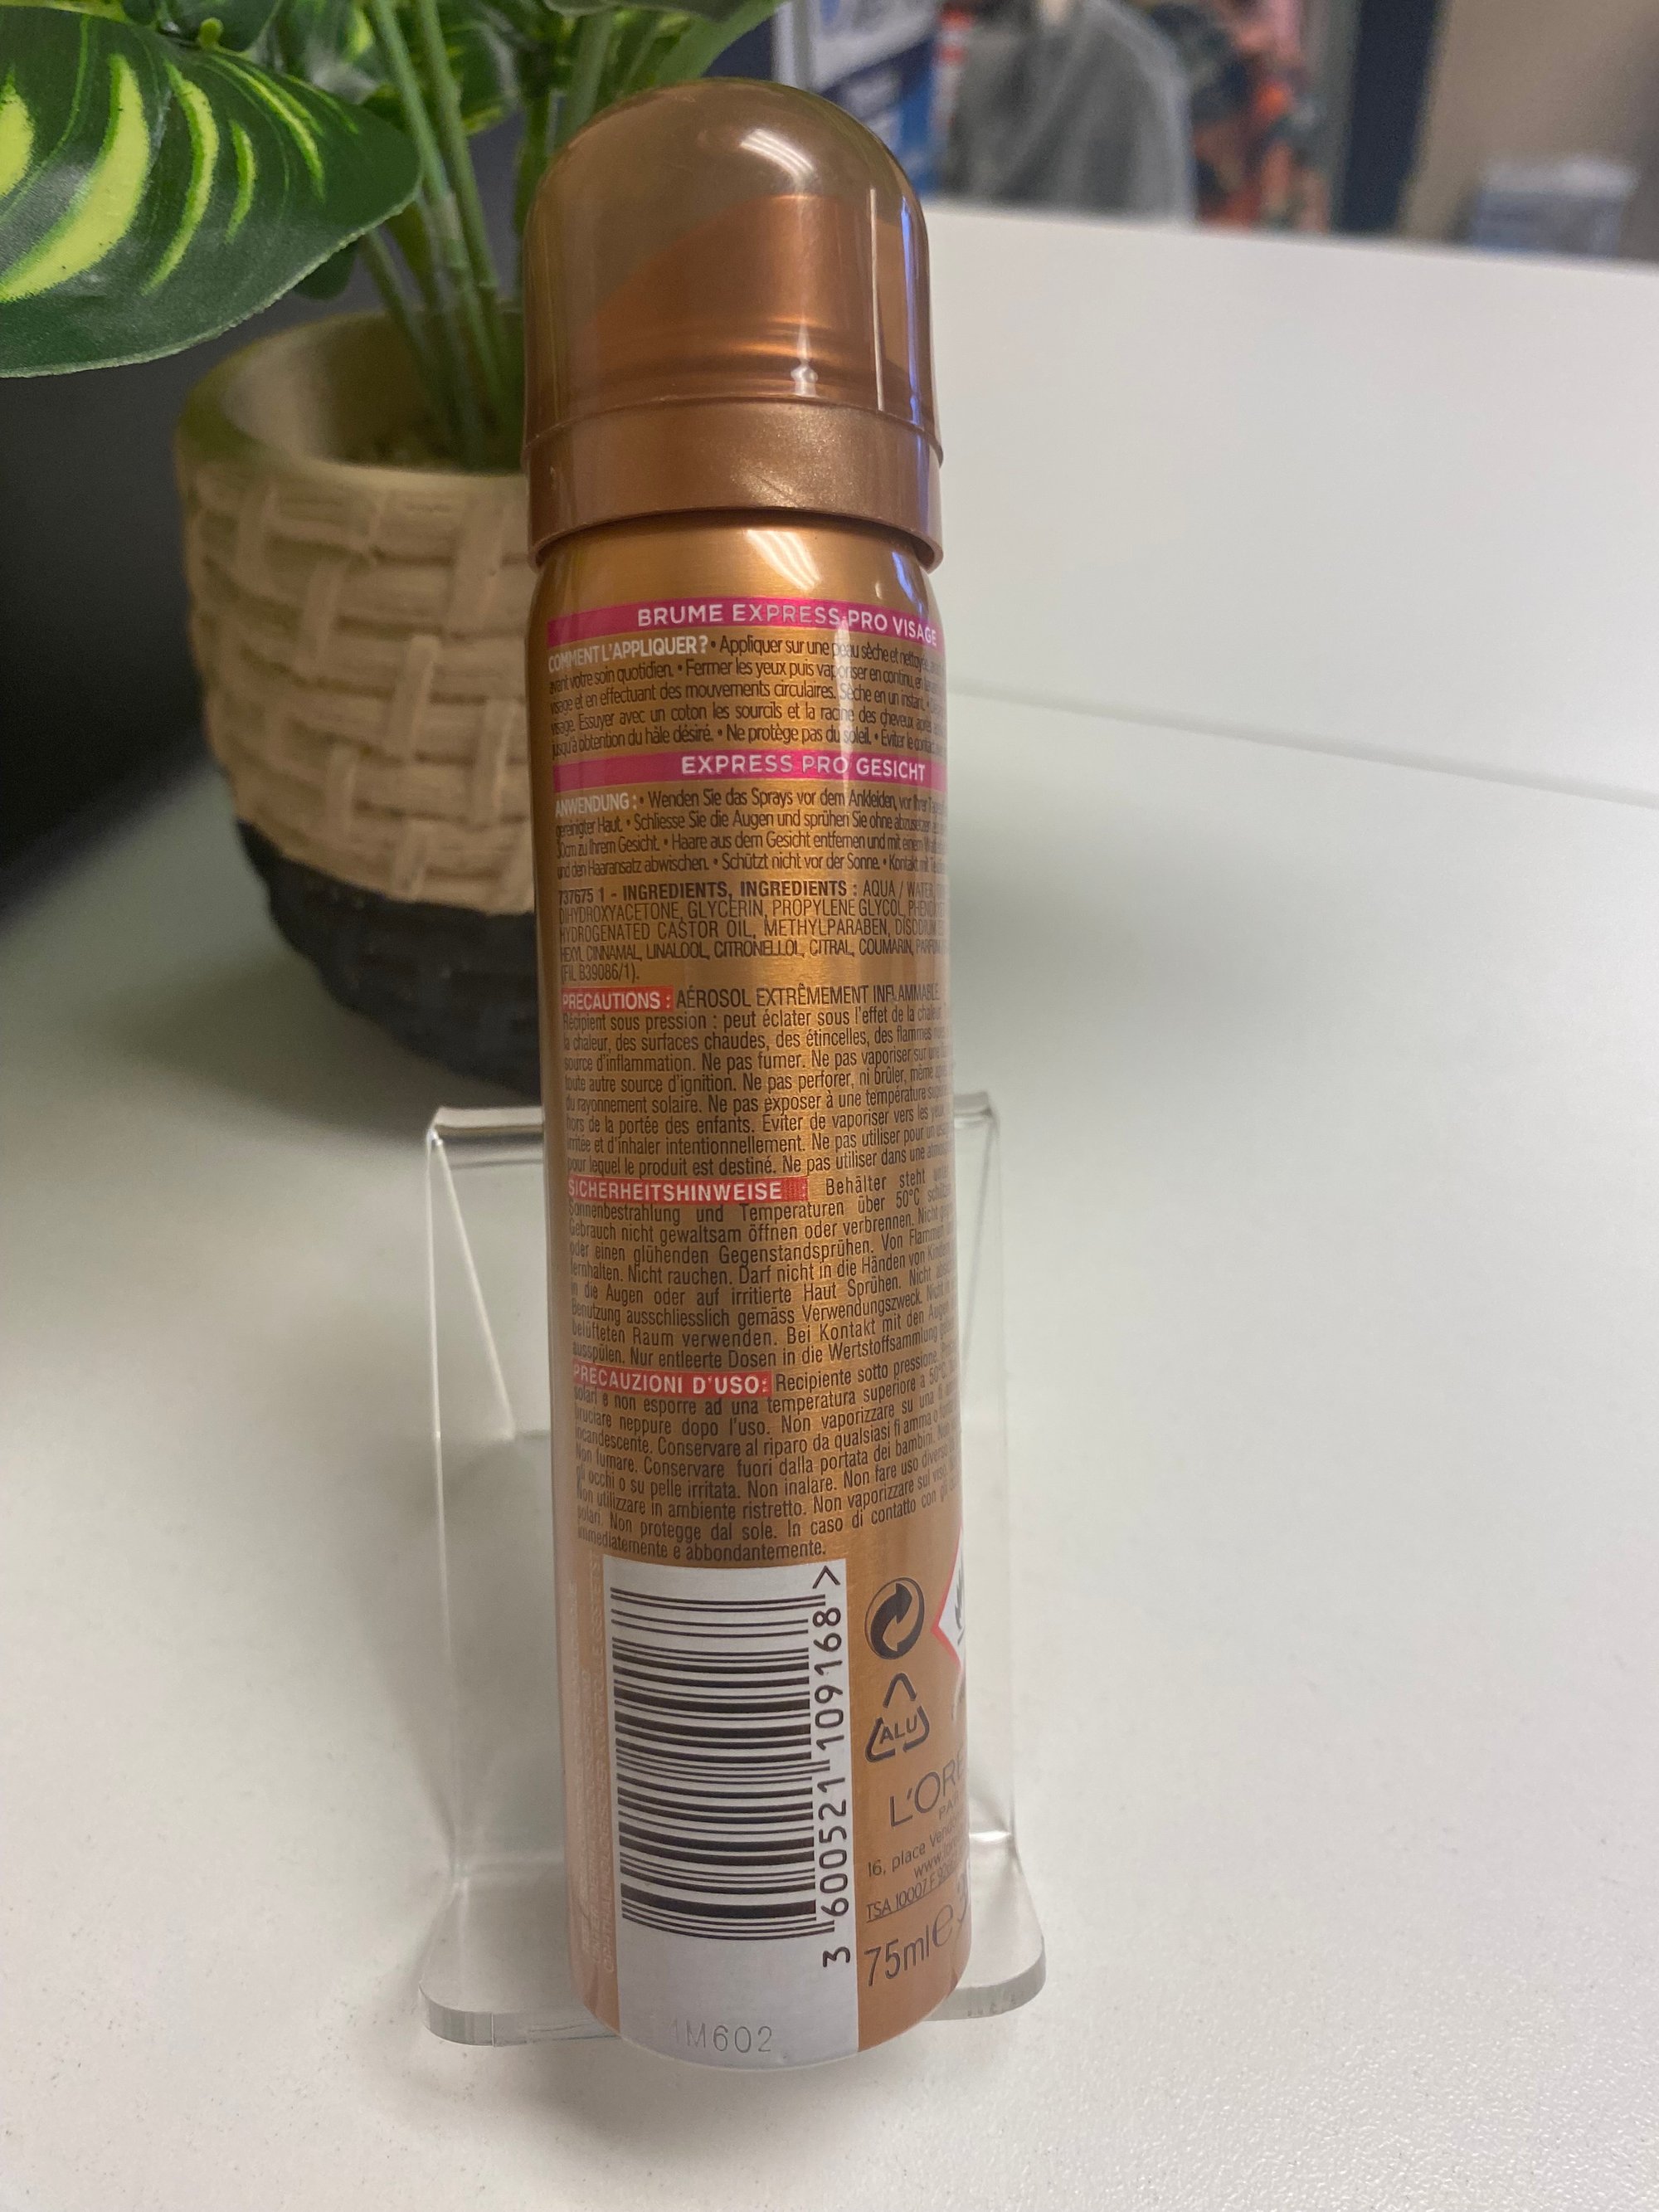 BRUME EXPRESS PRO VISAGE
COMMENT L'APPLIQUER? • Appliquer sur une peau sèche et
avant votre soin quotidien. • Fermer les yeux puis vaporiser en continu,
visage et en effectuant des mouvements circulaires. Sèche en un instant. •
visage. Essuyer avec un coton les sourcils et la racine des cheveux après
jusqu'à obtention du hâle désiré. • Ne protège pas du soleil. • Eviter le
EXPRESS PRO GESICHT
ANWENDUNG : • Wenden Sie das Sprays vor dem Ankleiden, vor Ihrer
gereinigter Haut. • Schliesse Sie die Augen und sprühen Sie ohne
30cm zu Ihrem Gesicht. • Haare aus dem Gesicht entfernen und mit einem
und den Haaransatz abwischen. • Schützt nicht vor der Sonne. • Kontakt mit
737675 1 - INGREDIENTS, INGREDIENTS : AQUA / WATER,
DIHYDROXYACETONE, GLYCERIN, PROPYLENE GLYCOL,
HYDROGENATED CASTOR OIL, METHYLPARABEN,
HEXYL CINNAMAL, LINALOOL, CITRONELLOL, CITRAL, COUMARIN,
(F.I.L. B39086/1).
PRÉCAUTIONS : AÉROSOL EXTRÊMEMENT INFLAMMABLE.
Récipient sous pression : peut éclater sous l'effet de la chaleur.
la chaleur, des surfaces chaudes, des étincelles, des flammes
source d'inflammation. Ne pas fumer. Ne pas vaporiser sur une
toute autre source d'ignition. Ne pas perforer, ni brûler, même
du rayonnement solaire. Ne pas exposer à une température
hors de la portée des enfants. Eviter de vaporiser vers les yeux,
irritée et d'inhaler intentionnellement. Ne pas utiliser pour un
pour lequel le produit est destiné. Ne pas utiliser dans une
SICHERHEITSHINWEISE : Behälter steht
Sonnenbestrahlung und Temperaturen über 50°C
Gebrauch nicht gewaltsam öffnen oder verbrennen. Nicht
oder einen glühenden Gegenstandsprühen. Von Flammen
fernhalten. Nicht rauchen. Darf nicht in die Händen von Kindern
in die Augen oder auf irritierte Haut Sprühen. Nicht
Benutzung ausschliesslich gemäss Verwendungszweck. Nicht
belüfteten Raum verwenden. Bei Kontakt mit den Augen
ausspülen. Nur entleerte Dosen in die Wertstoffsammlung
PRECAUZIONI D'USO: Recipiente sotto pressione.
solari e non esporre ad una temperatura superiore a 50°C.
bruciare neppure dopo l'uso. Non vaporizzare su una fiamma o
incandescente. Conservare al riparo da qualsiasi fiamma o
Non fumare. Conservare fuori dalla portata dei bambini.
gli occhi o su pelle irritata. Non inalare. Non fare uso diverso
Non utilizzare in ambiente ristretto. Non vaporizzare sul
solari. Non protegge dal sole. In caso di contatto con gli
immediatamente e abbondantemente.
3 600521 109168 >
ALU
L'ORÉ
16, place
TSA 10007 F
75ml e
1M602